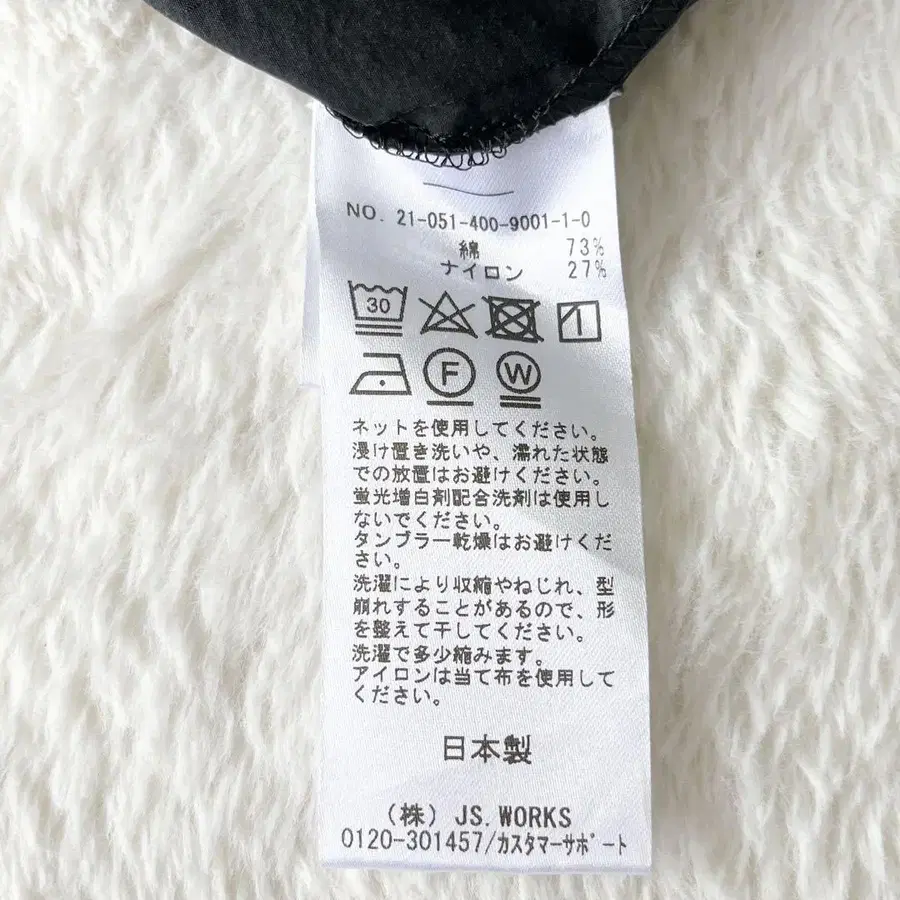 NO. 21-051-400-9001-1-0
綿 73%
ナイロン 27%
30
F W
ネットを使用してください。
浸け置き洗いや、濡れた状態
での放置はお避けください。
蛍光増白剤配合洗剤は使用し
ないでください。
タンブラー乾燥はお避けくだ
さい。
洗濯により収縮やねじれ、型
崩れすることがあるので、形
を整えて干してください。
洗濯で多少縮みます。
アイロンは当て布を使用して
ください。
日本製
(株) JS.WORKS
0120-301457/カスタマーサポート